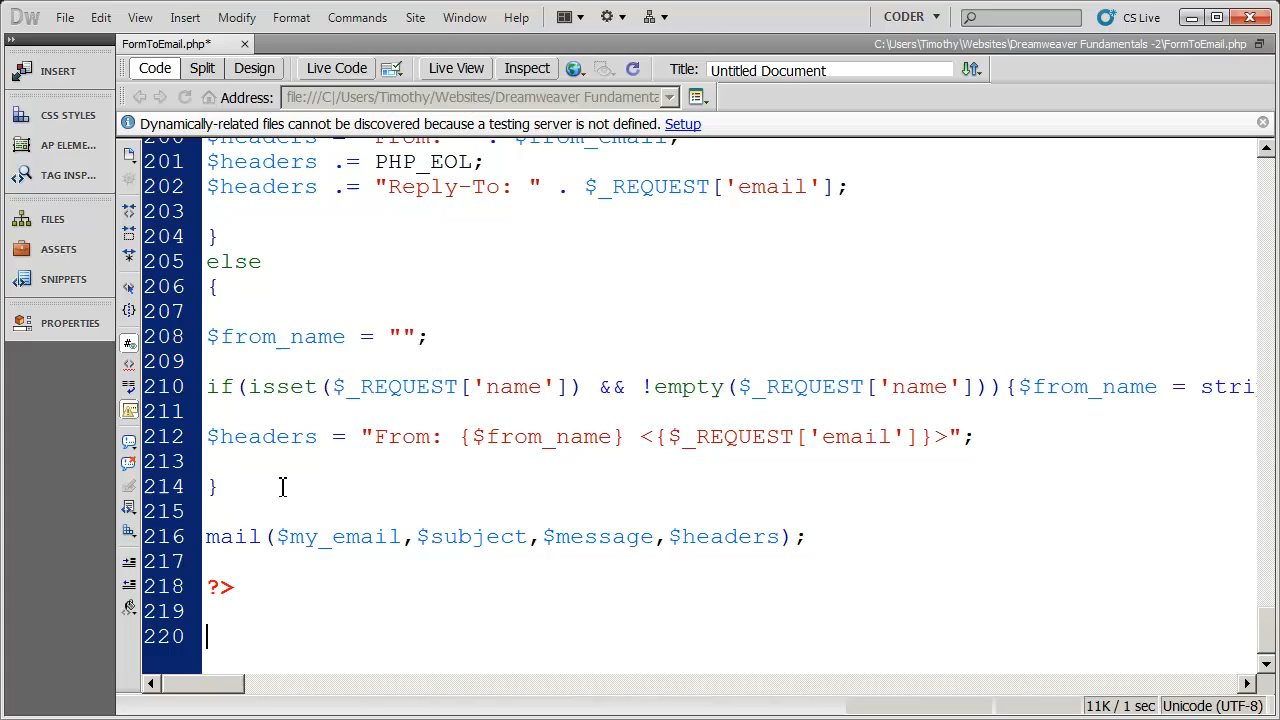 Dw File Edit View Insert Modify Format Commands Site Window Help CODER CS Live
FormToEmail.php* C:\Users\Timothy\Websites\Dreamweaver Fundamentals -2\FormToEmail.php
Code Split Design Live Code Live View Inspect Title: Untitled Document
Address: file:///C|/Users/Timothy/Websites/Dreamweaver Fundamenta
Dynamically-related files cannot be discovered because a testing server is not defined. Setup
INSERT
CSS STYLES
AP ELEME...
TAG INSP...
FILES
ASSETS
SNIPPETS
PROPERTIES
200 $headers = "From: " . $from_email;
201 $headers .= PHP_EOL;
202 $headers .= "Reply-To: " . $_REQUEST['email'];
203
204 }
205 else
206 {
207
208 $from_name = "";
209
210 if(isset($_REQUEST['name']) && !empty($_REQUEST['name'])){$from_name = stri
211
212 $headers = "From: {$from_name} <{$_REQUEST['email']}>";
213
214 }
215
216 mail($my_email,$subject,$message,$headers);
217
218 ?>
219
220
11K / 1 sec Unicode (UTF-8)